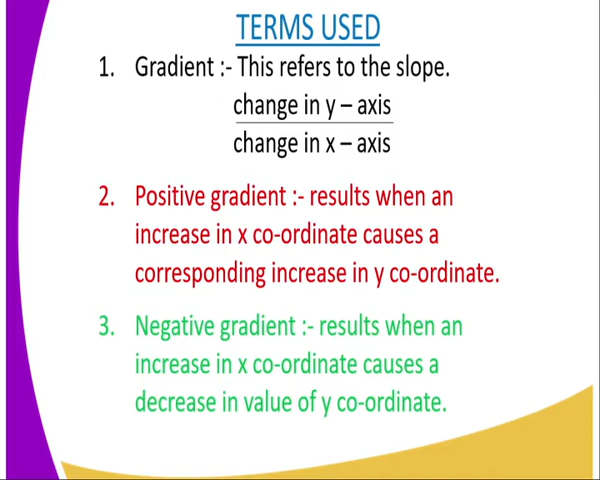 TERMS USED
1. Gradient :- This refers to the slope.
change in y – axis
change in x – axis
2. Positive gradient :- results when an
increase in x co-ordinate causes a
corresponding increase in y co-ordinate.
3. Negative gradient :- results when an
increase in x co-ordinate causes a
decrease in value of y co-ordinate.